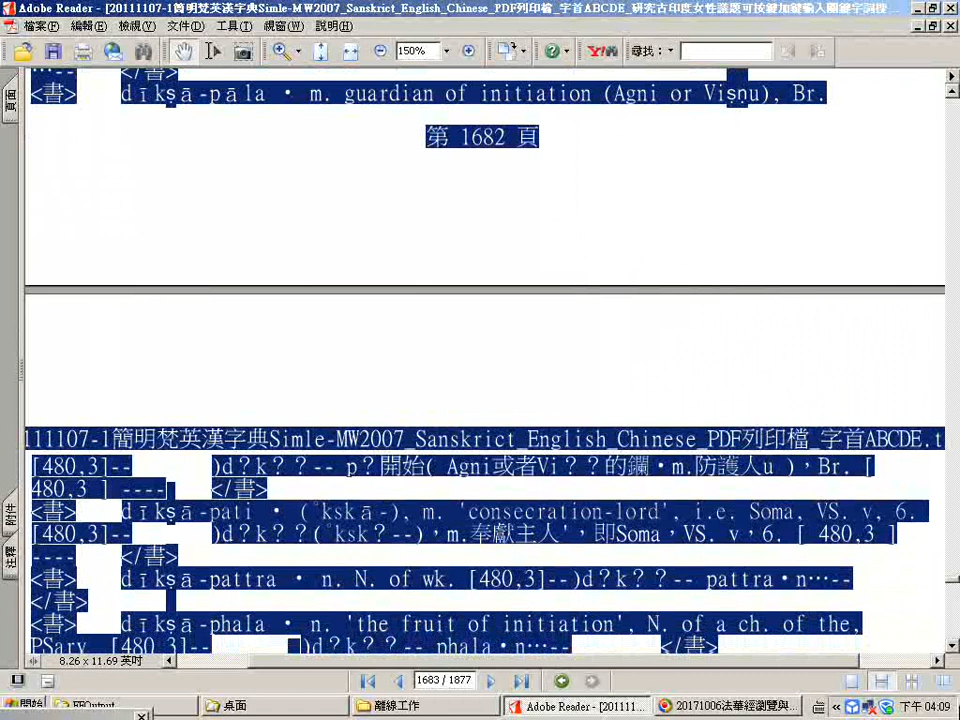 Adobe Reader - [20111107-1簡明梵英漢字典Simle-MW2007_Sanskrict_English_Chinese_PDF列印檔_字首ABCDE_研究古印度女性議題可按鍵加鍵輸入關鍵字詞搜
檔案(F) 編輯(E) 檢視(V) 文件(D) 工具(T) 視窗(W) 說明(H)
150% Y! 尋找:
頁面
…-- </書>
<書> dīkṣā-pāla • m. guardian of initiation (Agni or Viṣṇu), Br.
第 1682 頁
111107-1簡明梵英漢字典Simle-MW2007_Sanskrict_English_Chinese_PDF列印檔_字首ABCDE.t
[480,3]-- )d?k??-- p?開始( Agni或者Vi??的鑭•m.防護人u ),Br. [
480,3 ] ---- </書>
<書> dīkṣā-pati • (°kskā-), m. 'consecration-lord', i.e. Soma, VS. v, 6.
[480,3]-- )d?k??(°ksk?--),m.奉獻主人',即Soma,VS. v,6. [ 480,3 ]
---- </書>
<書> dīkṣā-pattra • n. N. of wk. [480,3]--)d?k??-- pattra•n…--
</書>
<書> dīkṣā-phala • n. 'the fruit of initiation', N. of a ch. of the,
PSarv. [480,3]-- )d?k??-- phala•n…-- </書>
附件
註釋
8.26 x 11.69 英吋
1683 / 1877
開始 FFOutput 桌面 離線工作 Adobe Reader - [201111... 20171006法華經瀏覽與... 下午 04:09